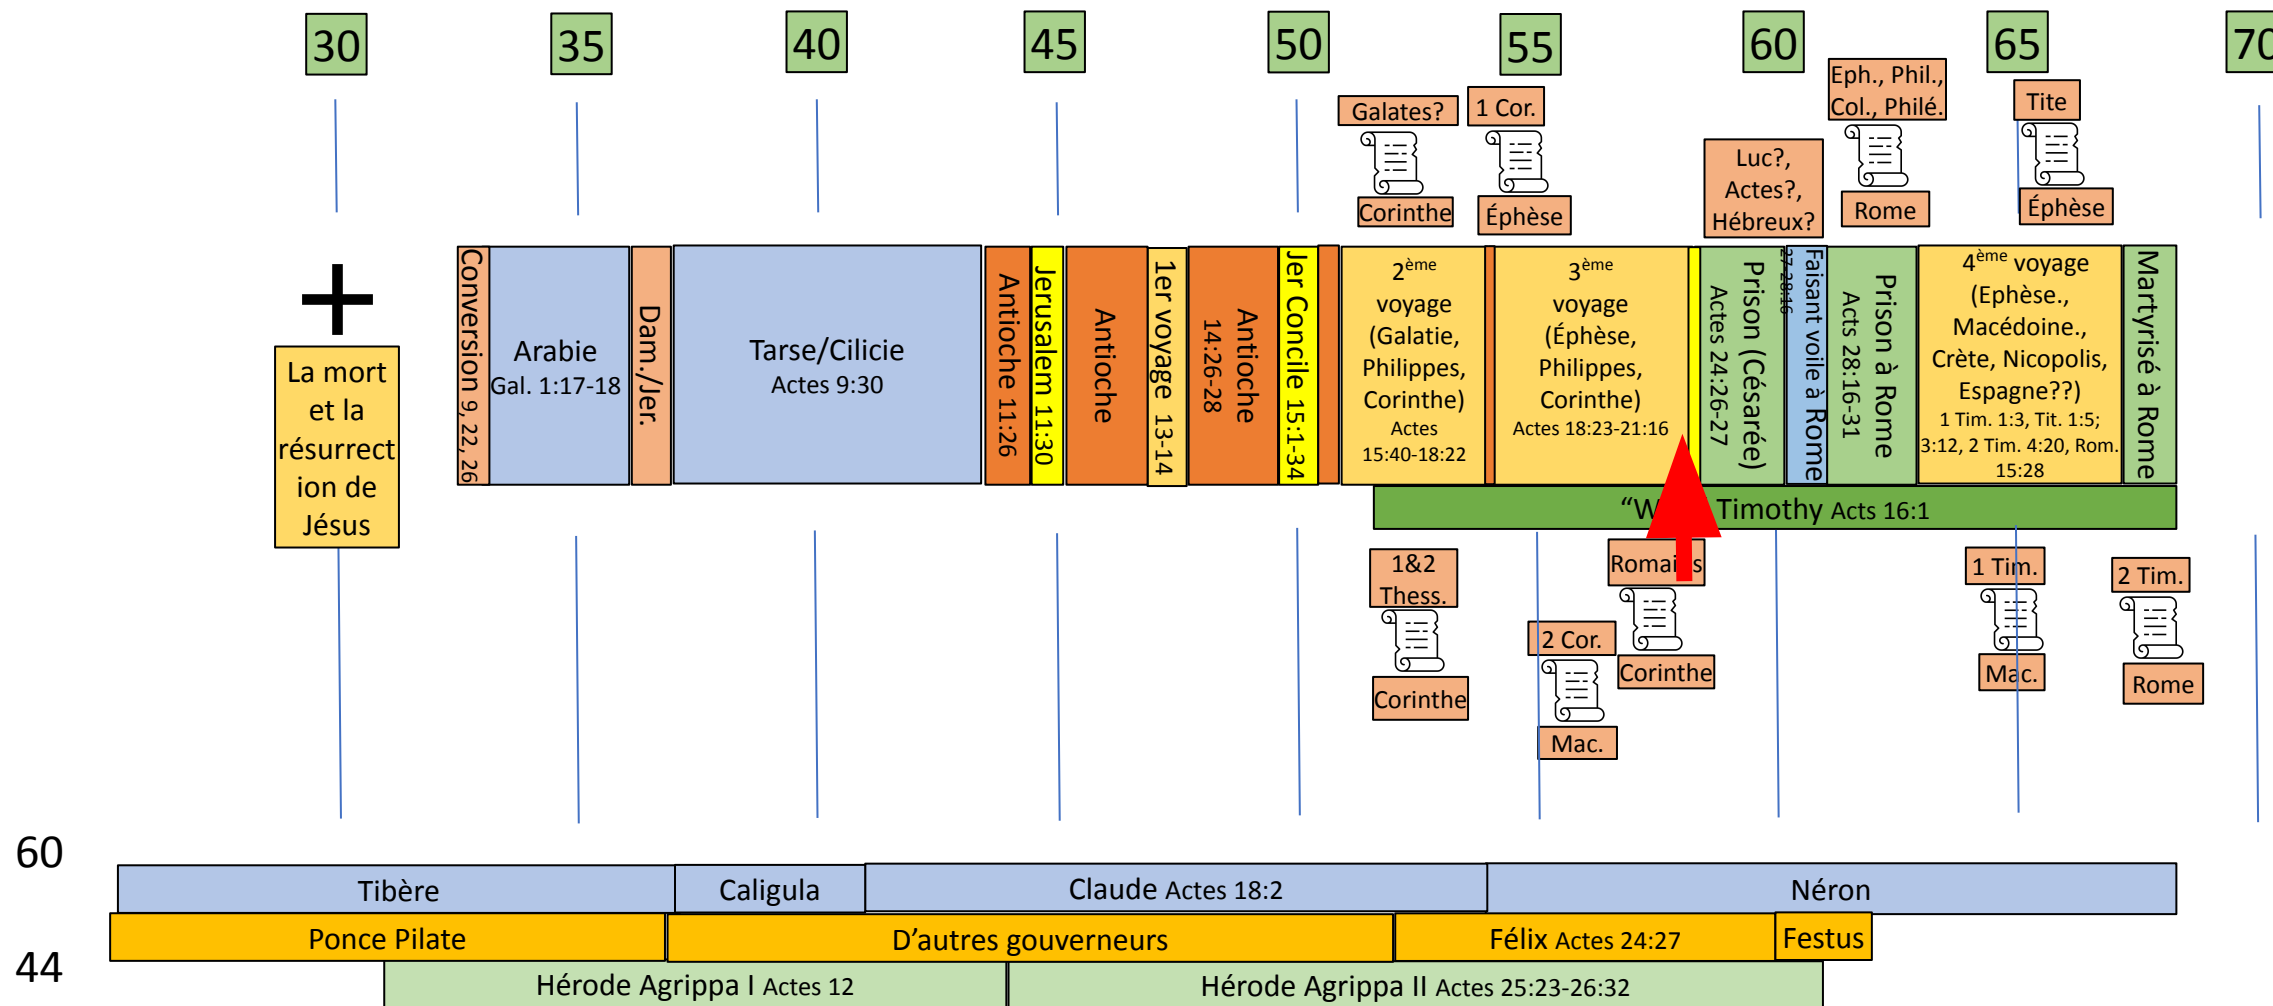 30
35
40
45
50
55
60
65
70
Galates?
Corinthe
1 Cor.
Éphèse
Luc?,
Actes?,
Hébreux?
Eph., Phil.,
Col., Philé.
Rome
Tite
Éphèse
La mort
et la
résurrect
ion de
Jésus
Conversion 9, 22, 26
Arabie
Gal. 1:17-18
Dam./Jer.
Tarse/Cilicie
Actes 9:30
Antioche 11:26
Jerusalem 11:30
Antioche
1er voyage 13-14
Antioche
14:26-28
Jer Concile 15:1-34
2ème
voyage
(Galatie,
Philippes,
Corinthe)
Actes
15:40-18:22
3ème
voyage
(Éphèse,
Philippes,
Corinthe)
Actes 18:23-21:16
Prison (Césarée)
Actes 24:26-27
Faisant voile à Rome
27-28:16
Prison à Rome
Acts 28:16-31
4ème voyage
(Ephèse.,
Macédoine.,
Crète, Nicopolis,
Espagne??)
1 Tim. 1:3, Tit. 1:5;
3:12, 2 Tim. 4:20, Rom.
15:28
Martyrisé à Rome
Timothy Acts 16:1
1&2
Thess.
Corinthe
2 Cor.
Mac.
Romains
Corinthe
1 Tim.
Mac.
2 Tim.
Rome
60
Tibère
Caligula
Claude Actes 18:2
Néron
Ponce Pilate
D'autres gouverneurs
Félix Actes 24:27
Festus
44
Hérode Agrippa I Actes 12
Hérode Agrippa II Actes 25:23-26:32